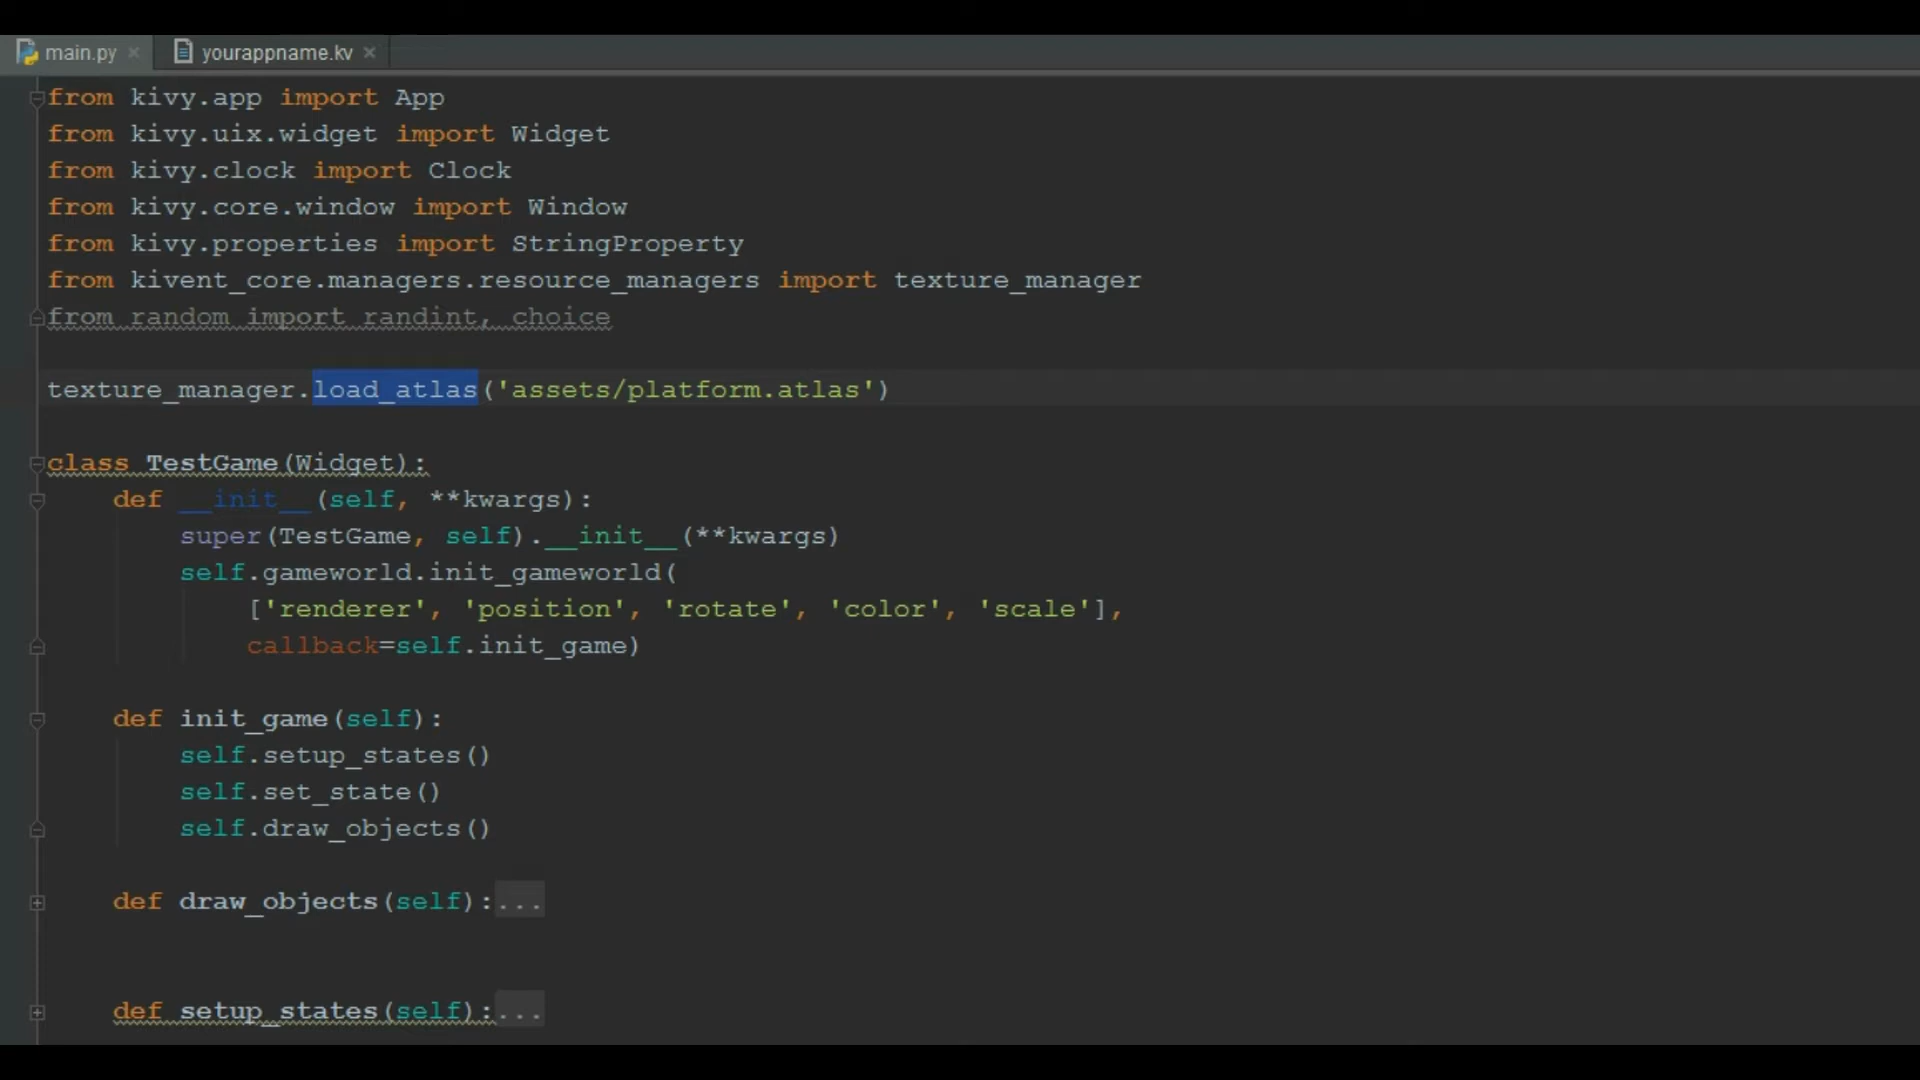 main.py × yourappname.kv ×
from kivy.app import App
from kivy.uix.widget import Widget
from kivy.clock import Clock
from kivy.core.window import Window
from kivy.properties import StringProperty
from kivent_core.managers.resource_managers import texture_manager
from random import randint, choice
texture_manager.load_atlas('assets/platform.atlas')
class TestGame(Widget):
def __init__(self, **kwargs):
super(TestGame, self).__init__(**kwargs)
self.gameworld.init_gameworld(
['renderer', 'position', 'rotate', 'color', 'scale'],
callback=self.init_game)
def init_game(self):
self.setup_states()
self.set_state()
self.draw_objects()
def draw_objects(self):...
def setup_states(self):...